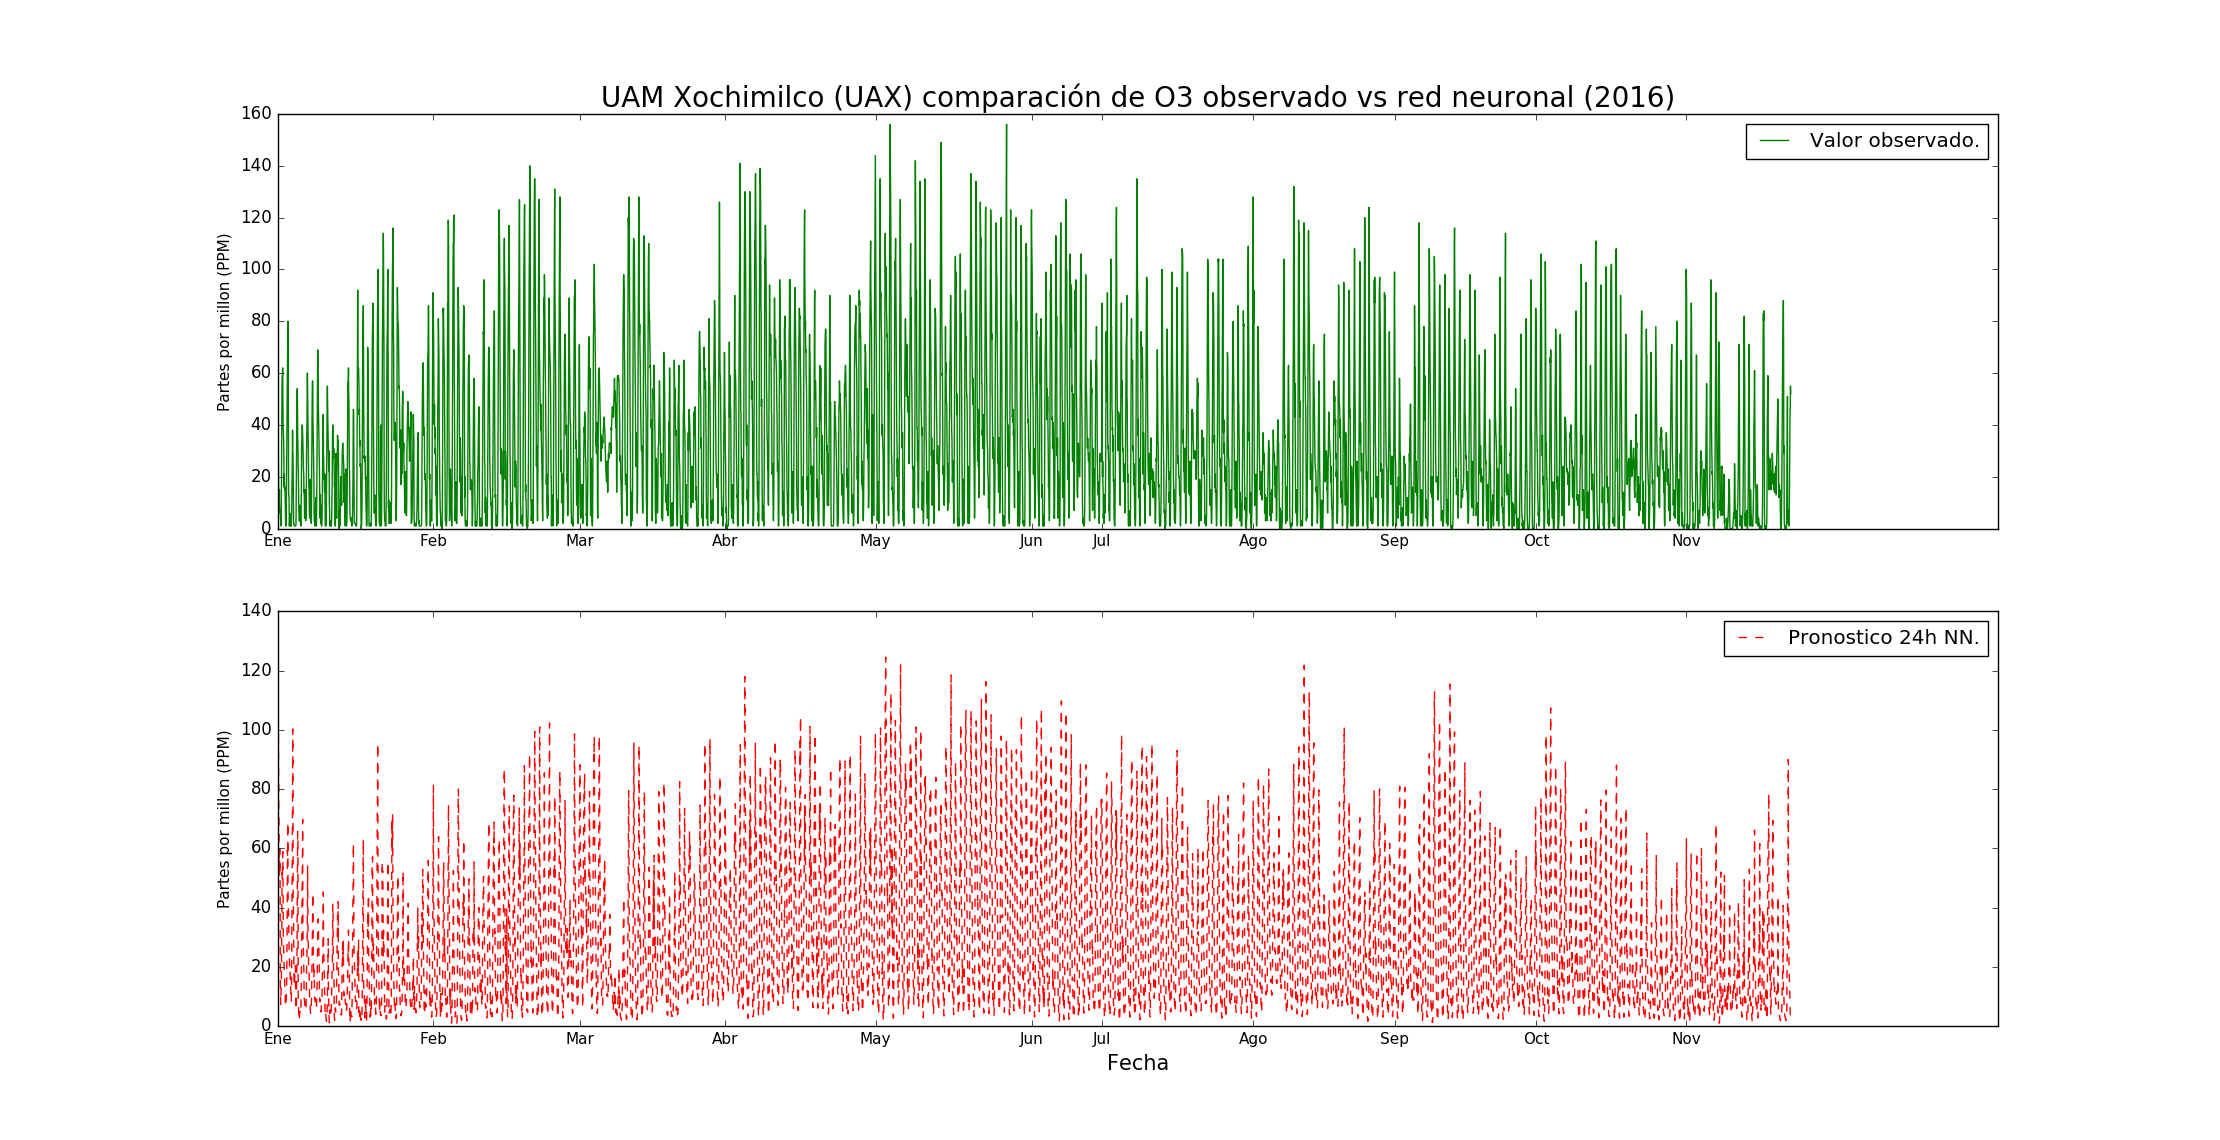 UAM Xochimilco (UAX) comparación de O3 observado vs red neuronal (2016)
Partes por millon (PPM)
160
140
120
100
80
60
40
20
0
Valor observado.
Ene Feb Mar Abr May Jun Jul Ago Sep Oct Nov
Partes por millon (PPM)
140
120
100
80
60
40
20
0
Pronostico 24h NN.
Ene Feb Mar Abr May Jun Jul Ago Sep Oct Nov
Fecha